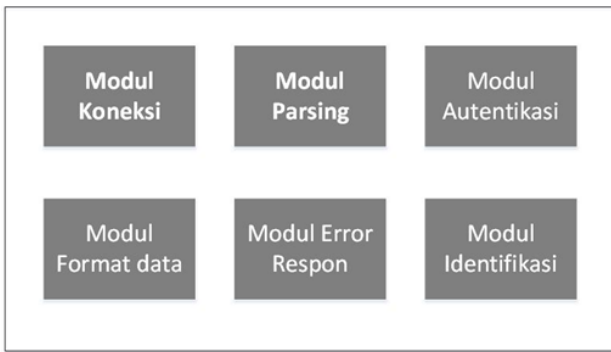 Modul
Koneksi
Modul
Parsing
Modul
Autentikasi
Modul
Format data
Modul Error
Respon
Modul
Identifikasi